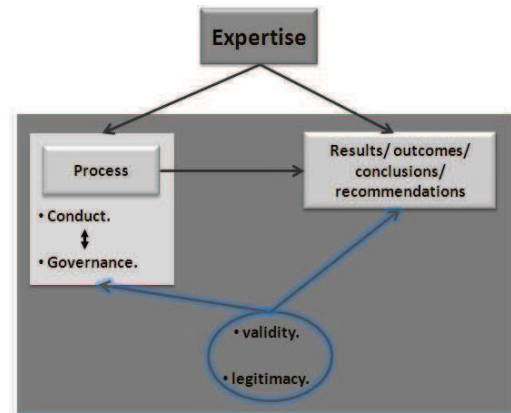 Expertise
Process
Results/ outcomes/
conclusions/
recommendations
• Conduct.
• Governance.
• validity.
• legitimacy.